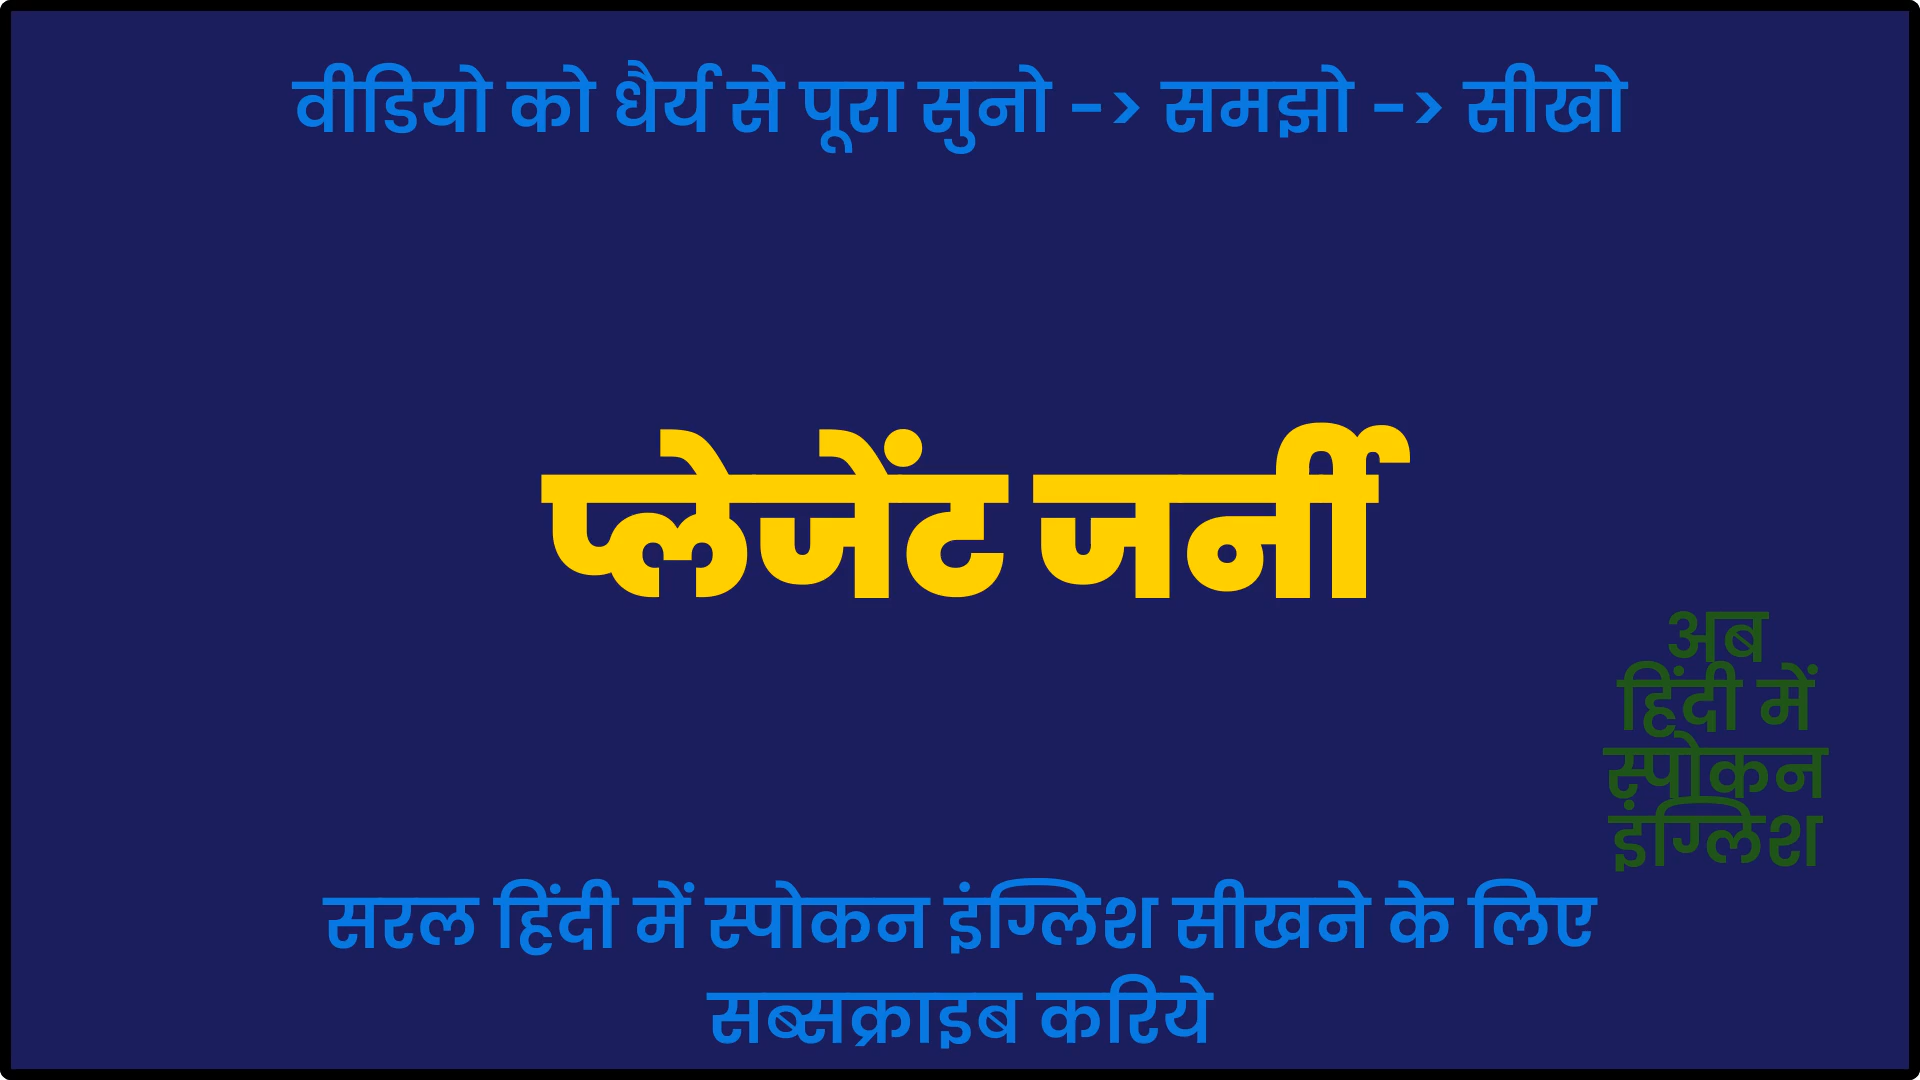 वीडियो को धैर्य से पूरा सुनो -> समझो -> सीखो
प्लेजेंट जर्नी
अब
हिंदी में
स्पोकन
इंग्लिश
सरल हिंदी में स्पोकन इंग्लिश सीखने के लिए
सब्सक्राइब करिये